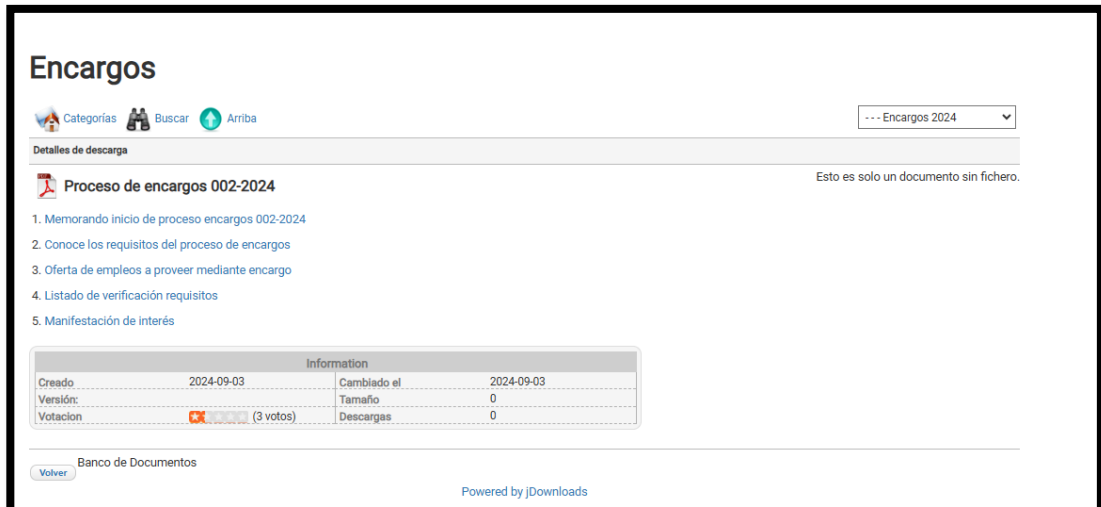 Encargos
Categorías Buscar Arriba
--- Encargos 2024
Detalles de descarga
Proceso de encargos 002-2024
Esto es solo un documento sin fichero.
1. Memorando inicio de proceso encargos 002-2024
2. Conoce los requisitos del proceso de encargos
3. Oferta de empleos a proveer mediante encargo
4. Listado de verificación requisitos
5. Manifestación de interés
Information
Creado 2024-09-03 Cambiado el 2024-09-03
Versión: Tamaño 0
Votacion (3 votos) Descargas 0
Volver Banco de Documentos
Powered by jDownloads